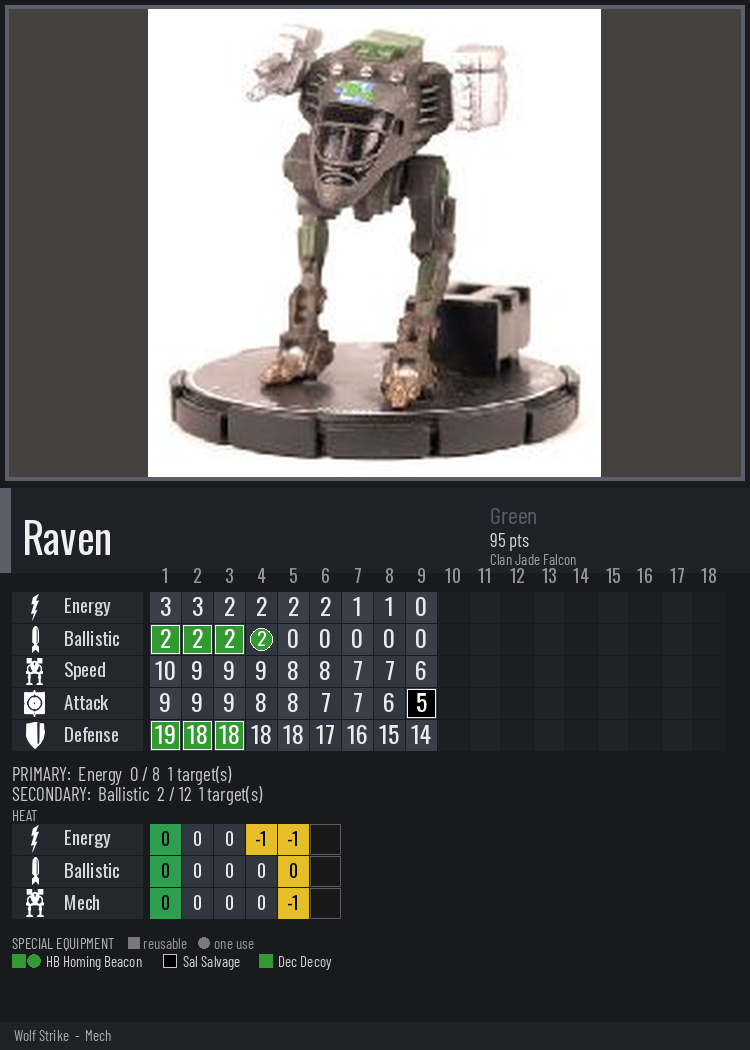 Raven
Green
95 pts
Clan Jade Falcon
1 2 3 4 5 6 7 8 9 10 11 12 13 14 15 16 17 18
Energy 3 3 2 2 2 2 1 1 0
Ballistic 2 2 2 2 0 0 0 0 0
Speed 10 9 9 9 8 8 7 7 6
Attack 9 9 9 8 8 7 7 6 5
Defense 19 18 18 18 18 17 16 15 14
PRIMARY: Energy 0 / 8 1 target(s)
SECONDARY: Ballistic 2 / 12 1 target(s)
HEAT
Energy 0 0 0 -1 -1
Ballistic 0 0 0 0 0
Mech 0 0 0 0 -1
SPECIAL EQUIPMENT reusable one use
HB Homing Beacon Sal Salvage Dec Decoy
Wolf Strike - Mech